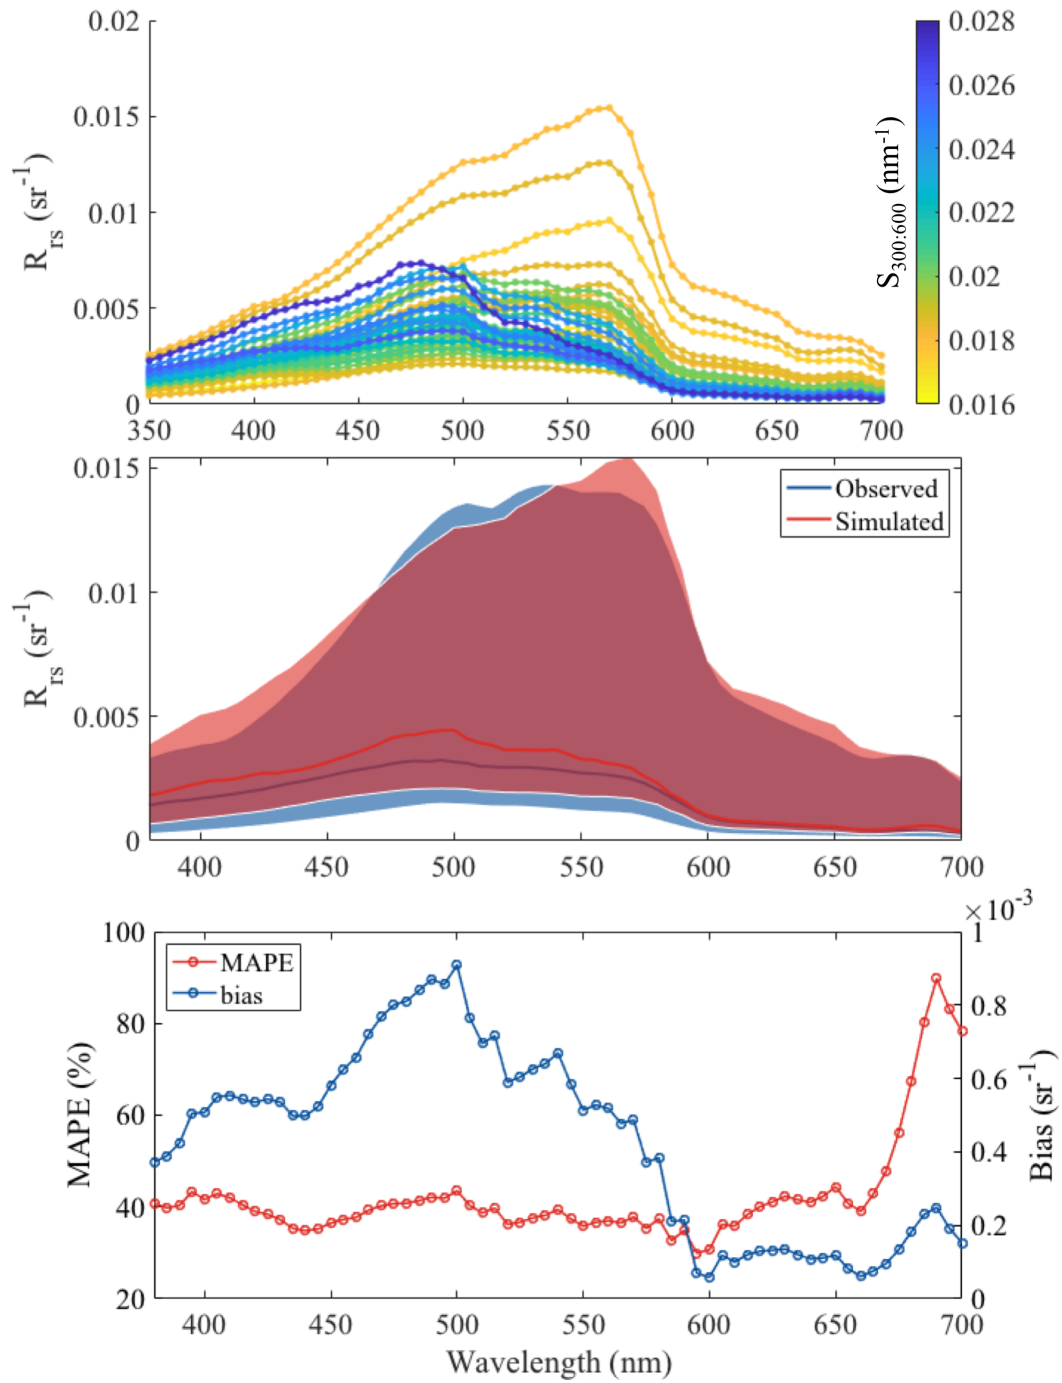 0.02
0.015
0.01
0.005
0
R_rs (sr^-1)
350 400 450 500 550 600 650 700
S_300:600 (nm^-1)
0.028
0.026
0.024
0.022
0.02
0.018
0.016
0.015
0.01
0.005
0
R_rs (sr^-1)
Observed
Simulated
400 450 500 550 600 650 700
×10^-3
100
80
60
40
20
MAPE (%)
MAPE
bias
1
0.8
0.6
0.4
0.2
0
Bias (sr^-1)
400 450 500 550 600 650 700
Wavelength (nm)